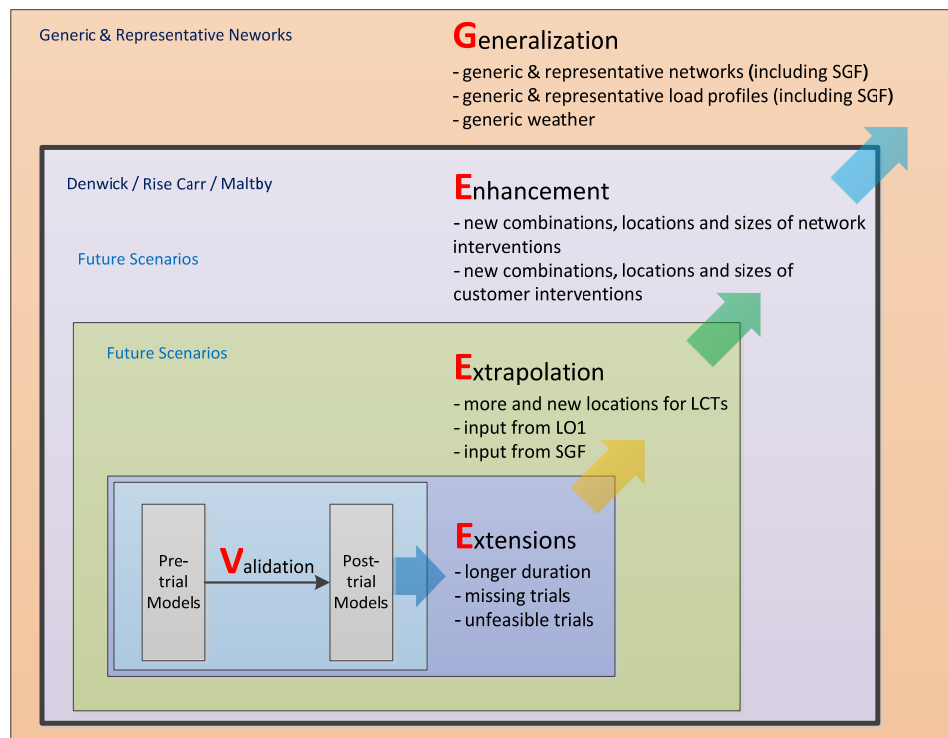 Generic & Representative Neworks
Generalization
- generic & representative networks (including SGF)
- generic & representative load profiles (including SGF)
- generic weather
Denwick / Rise Carr / Maltby
Enhancement
- new combinations, locations and sizes of network
interventions
- new combinations, locations and sizes of
customer interventions
Future Scenarios
Future Scenarios
Extrapolation
- more and new locations for LCTs
- input from LO1
- input from SGF
Pre-
trial
Models
Validation
Post-
trial
Models
Extensions
- longer duration
- missing trials
- unfeasible trials